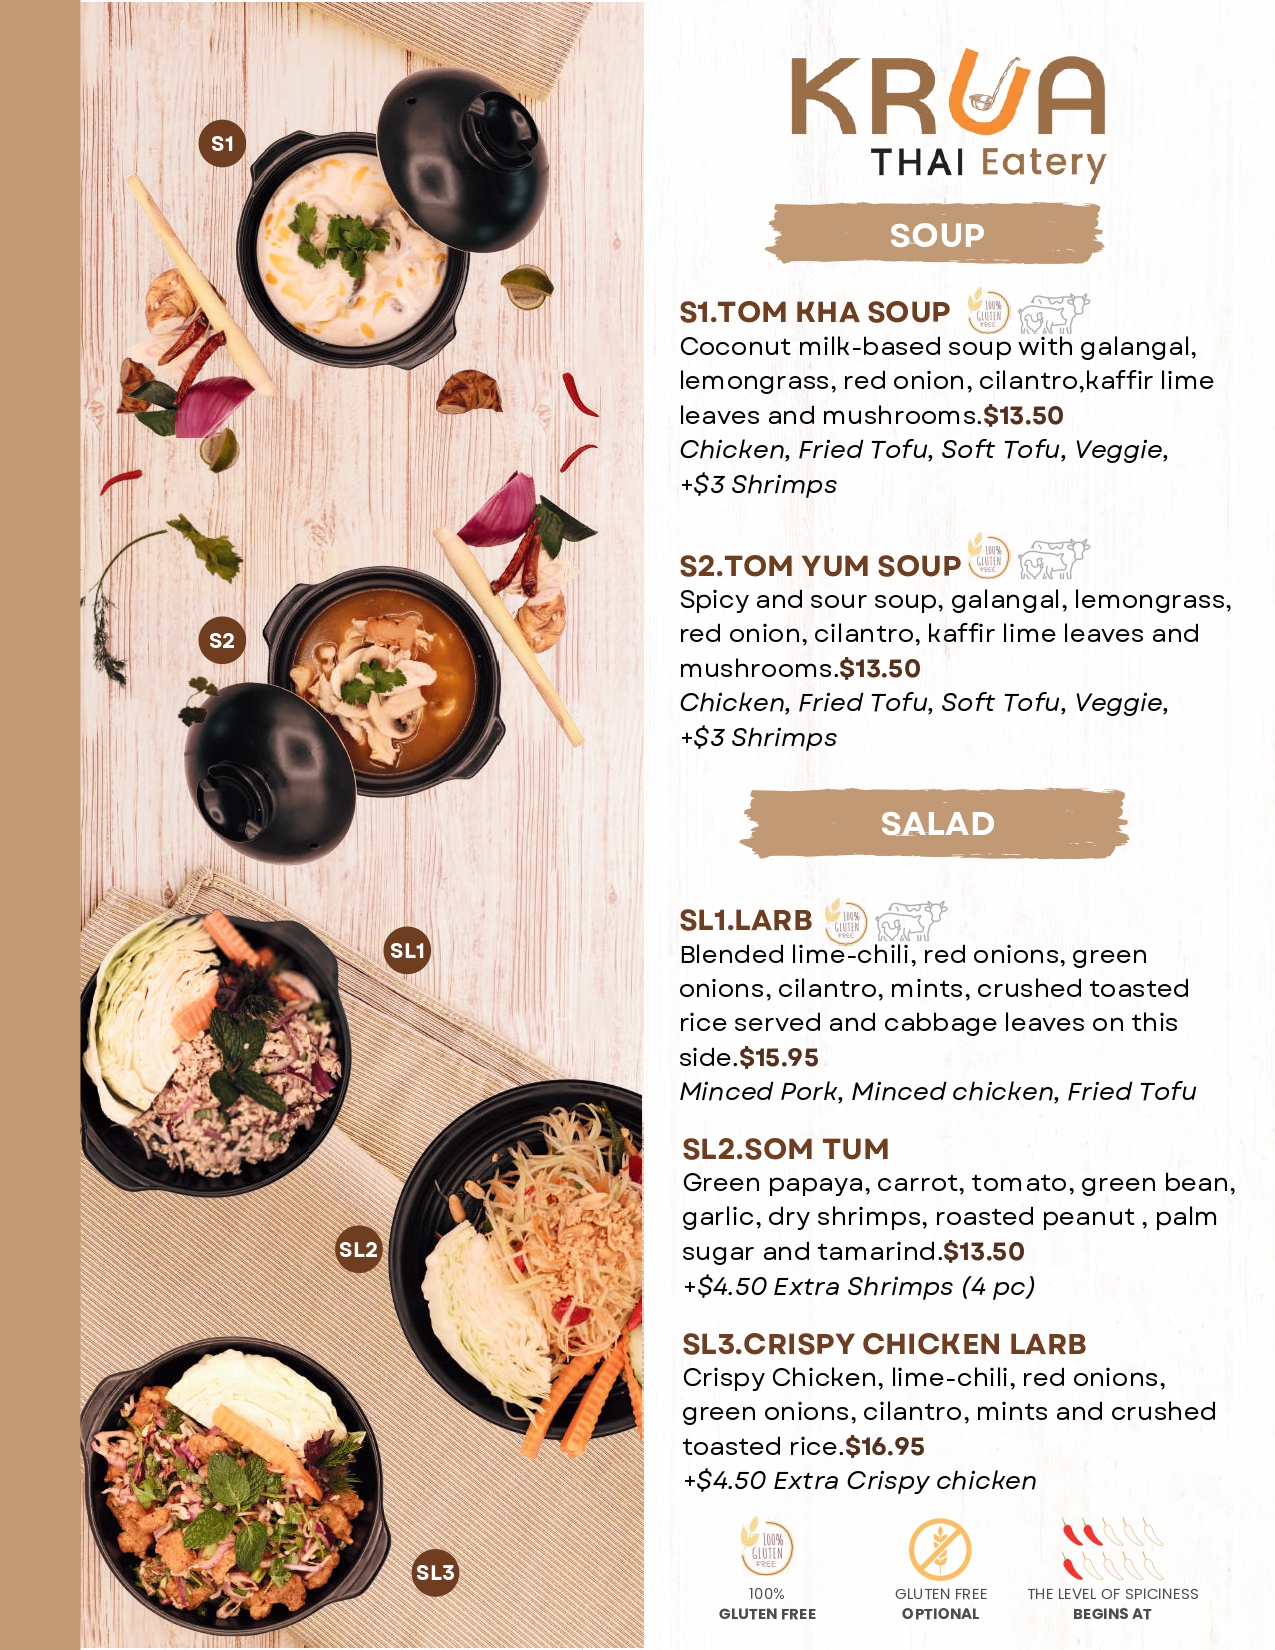 KRUA
THAI Eatery
SOUP
S1
S1.TOM KHA SOUP
100%
GLUTEN
FREE
Coconut milk-based soup with galangal,
lemongrass, red onion, cilantro,kaffir lime
leaves and mushrooms.$13.50
Chicken, Fried Tofu, Soft Tofu, Veggie,
+$3 Shrimps
S2
S2.TOM YUM SOUP
100%
GLUTEN
FREE
Spicy and sour soup, galangal, lemongrass,
red onion, cilantro, kaffir lime leaves and
mushrooms.$13.50
Chicken, Fried Tofu, Soft Tofu, Veggie,
+$3 Shrimps
SALAD
SL1
SL1.LARB
100%
GLUTEN
FREE
Blended lime-chili, red onions, green
onions, cilantro, mints, crushed toasted
rice served and cabbage leaves on this
side.$15.95
Minced Pork, Minced chicken, Fried Tofu
SL2
SL2.SOM TUM
Green papaya, carrot, tomato, green bean,
garlic, dry shrimps, roasted peanut , palm
sugar and tamarind.$13.50
+$4.50 Extra Shrimps (4 pc)
SL3
SL3.CRISPY CHICKEN LARB
Crispy Chicken, lime-chili, red onions,
green onions, cilantro, mints and crushed
toasted rice.$16.95
+$4.50 Extra Crispy chicken
100%
GLUTEN
FREE
100%
GLUTEN FREE
GLUTEN FREE
OPTIONAL
THE LEVEL OF SPICINESS
BEGINS AT